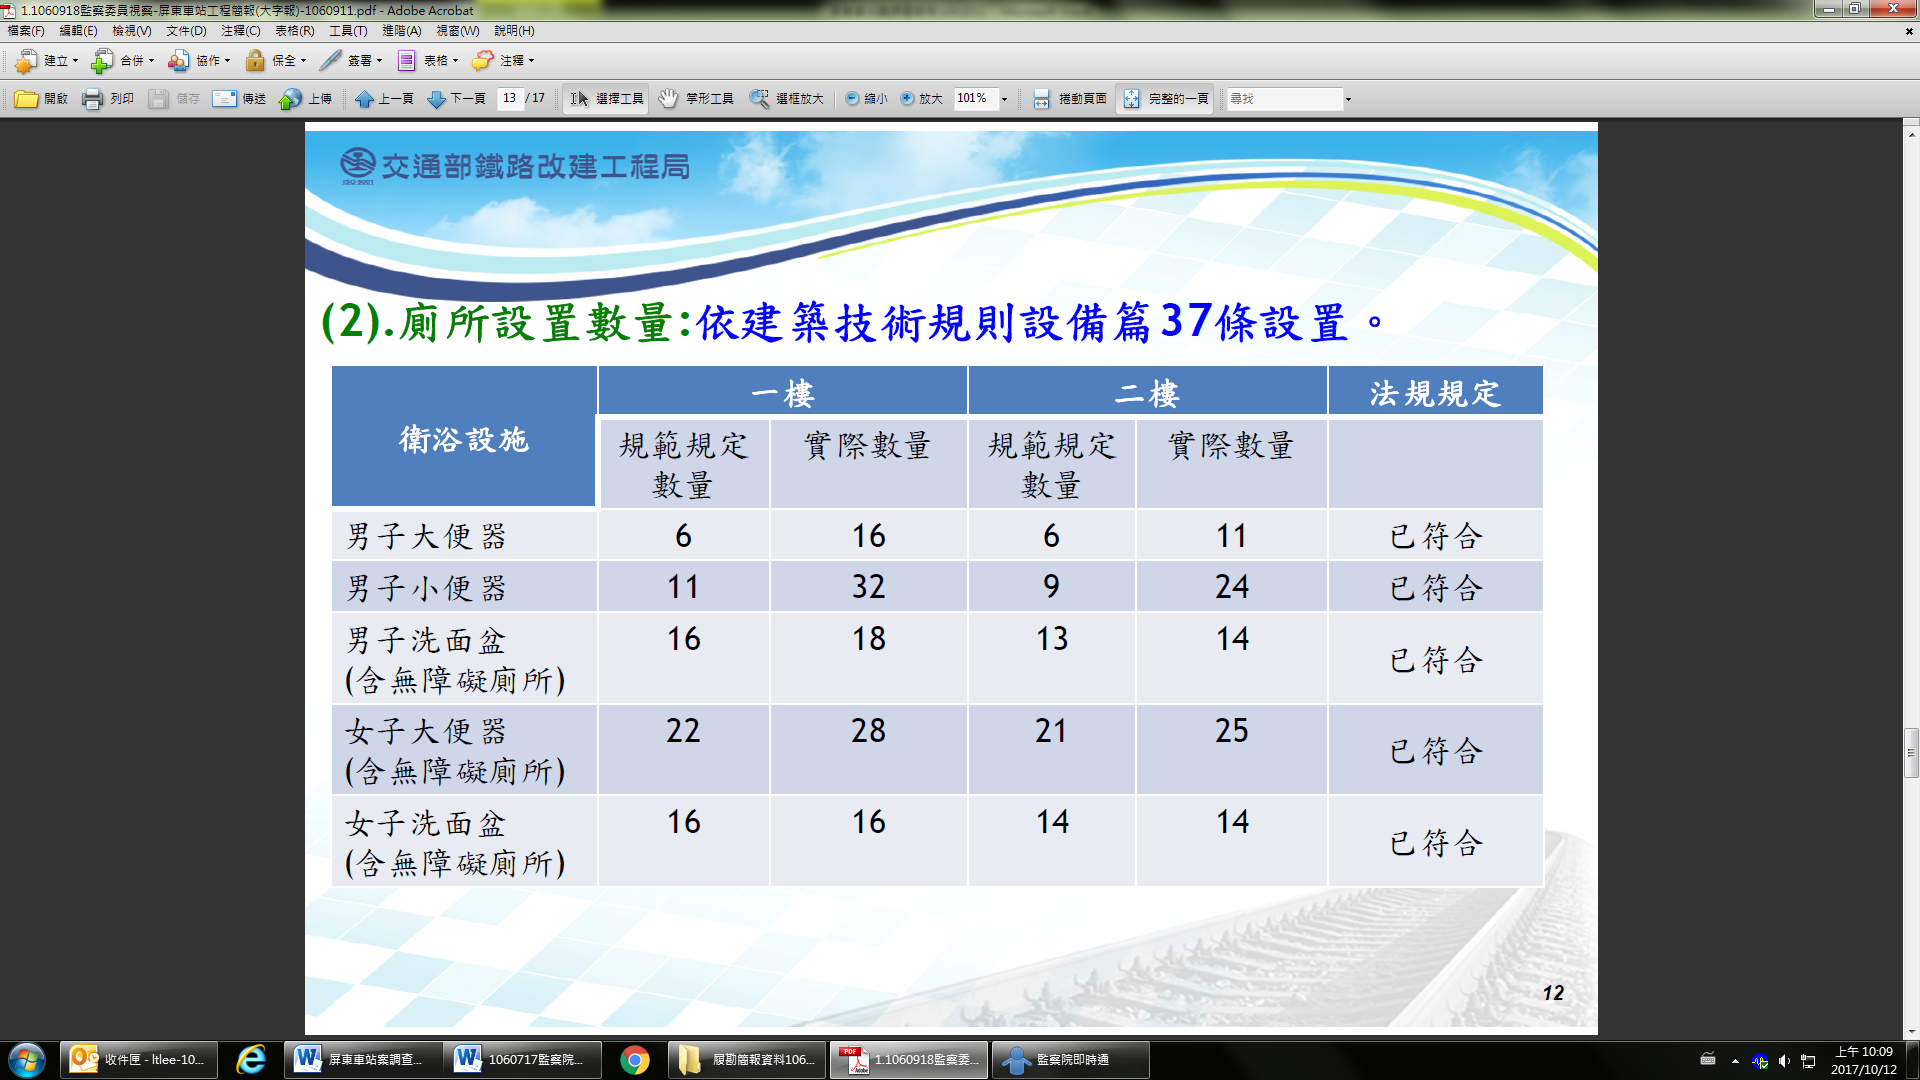 1.1060918監察委員視察-屏東車站工程簡報(大字報)-1060911.pdf - Adobe Acrobat
檔案(F) 編輯(E) 檢視(V) 文件(D) 注釋(C) 表格(R) 工具(T) 進階(A) 視窗(W) 說明(H)
建立 合併 協作 保全 簽署 表格 注釋
開啟 列印 儲存 傳送 上傳 上一頁 下一頁 13 / 17 選擇工具 掌形工具 選框放大 縮小 放大 101% 捲動頁面 完整的一頁 尋找
交通部鐵路改建工程局
(2).廁所設置數量:依建築技術規則設備篇37條設置。
衛浴設施 一樓 二樓 法規規定
規範規定數量 實際數量 規範規定數量 實際數量
男子大便器 6 16 6 11 已符合
男子小便器 11 32 9 24 已符合
男子洗面盆 16 18 13 14 已符合
(含無障礙廁所)
女子大便器 22 28 21 25 已符合
(含無障礙廁所)
女子洗面盆 16 16 14 14 已符合
(含無障礙廁所)
12
收件匣 - ltlee-10... 屏東車站案調查... 1060717監察院... 履勘簡報資料106... 1.1060918監察委... 監察院即時通
上午 10:09
2017/10/12